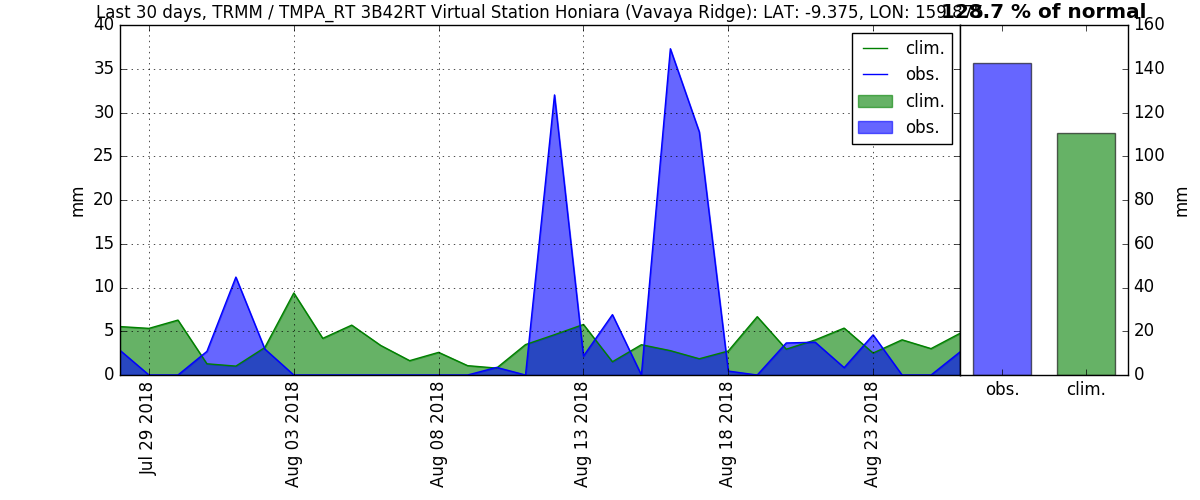 Last 30 days, TRMM / TMPA_RT 3B42RT Virtual Station Honiara (Vavaya Ridge): LAT: -9.375, LON:
128.7 % of normal
40
35
30
25
20
15
10
5
0
mm
clim.
obs.
clim.
obs.
160
140
120
100
80
60
40
20
0
mm
obs.
clim.
Jul 29 2018
Aug 03 2018
Aug 08 2018
Aug 13 2018
Aug 18 2018
Aug 23 2018